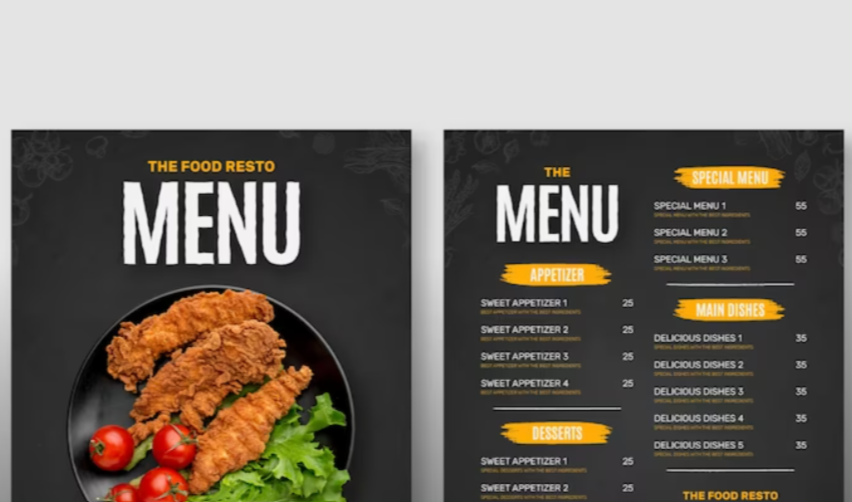 THE FOOD RESTO
MENU
THE
MENU
APPETIZER
SWEET APPETIZER 1 25
BEST APPETIZER WITH THE BEST INGREDIENTS
SWEET APPETIZER 2 25
BEST APPETIZER WITH THE BEST INGREDIENTS
SWEET APPETIZER 3 25
BEST APPETIZER WITH THE BEST INGREDIENTS
SWEET APPETIZER 4 25
BEST APPETIZER WITH THE BEST INGREDIENTS
DESSERTS
SWEET APPETIZER 1 25
SPECIAL DESSERTS WITH THE BEST INGREDIENTS
SWEET APPETIZER 2 25
SPECIAL MENU
SPECIAL MENU 1 55
SPECIAL MENU WITH THE BEST INGREDIENTS
SPECIAL MENU 2 55
SPECIAL MENU WITH THE BEST INGREDIENTS
SPECIAL MENU 3 55
SPECIAL MENU WITH THE BEST INGREDIENTS
MAIN DISHES
DELICIOUS DISHES 1 35
SPECIAL DISHES WITH THE BEST INGREDIENTS
DELICIOUS DISHES 2 35
SPECIAL DISHES WITH THE BEST INGREDIENTS
DELICIOUS DISHES 3 35
SPECIAL DISHES WITH THE BEST INGREDIENTS
DELICIOUS DISHES 4 35
SPECIAL DISHES WITH THE BEST INGREDIENTS
DELICIOUS DISHES 5 35
SPECIAL DISHES WITH THE BEST INGREDIENTS
THE FOOD RESTO